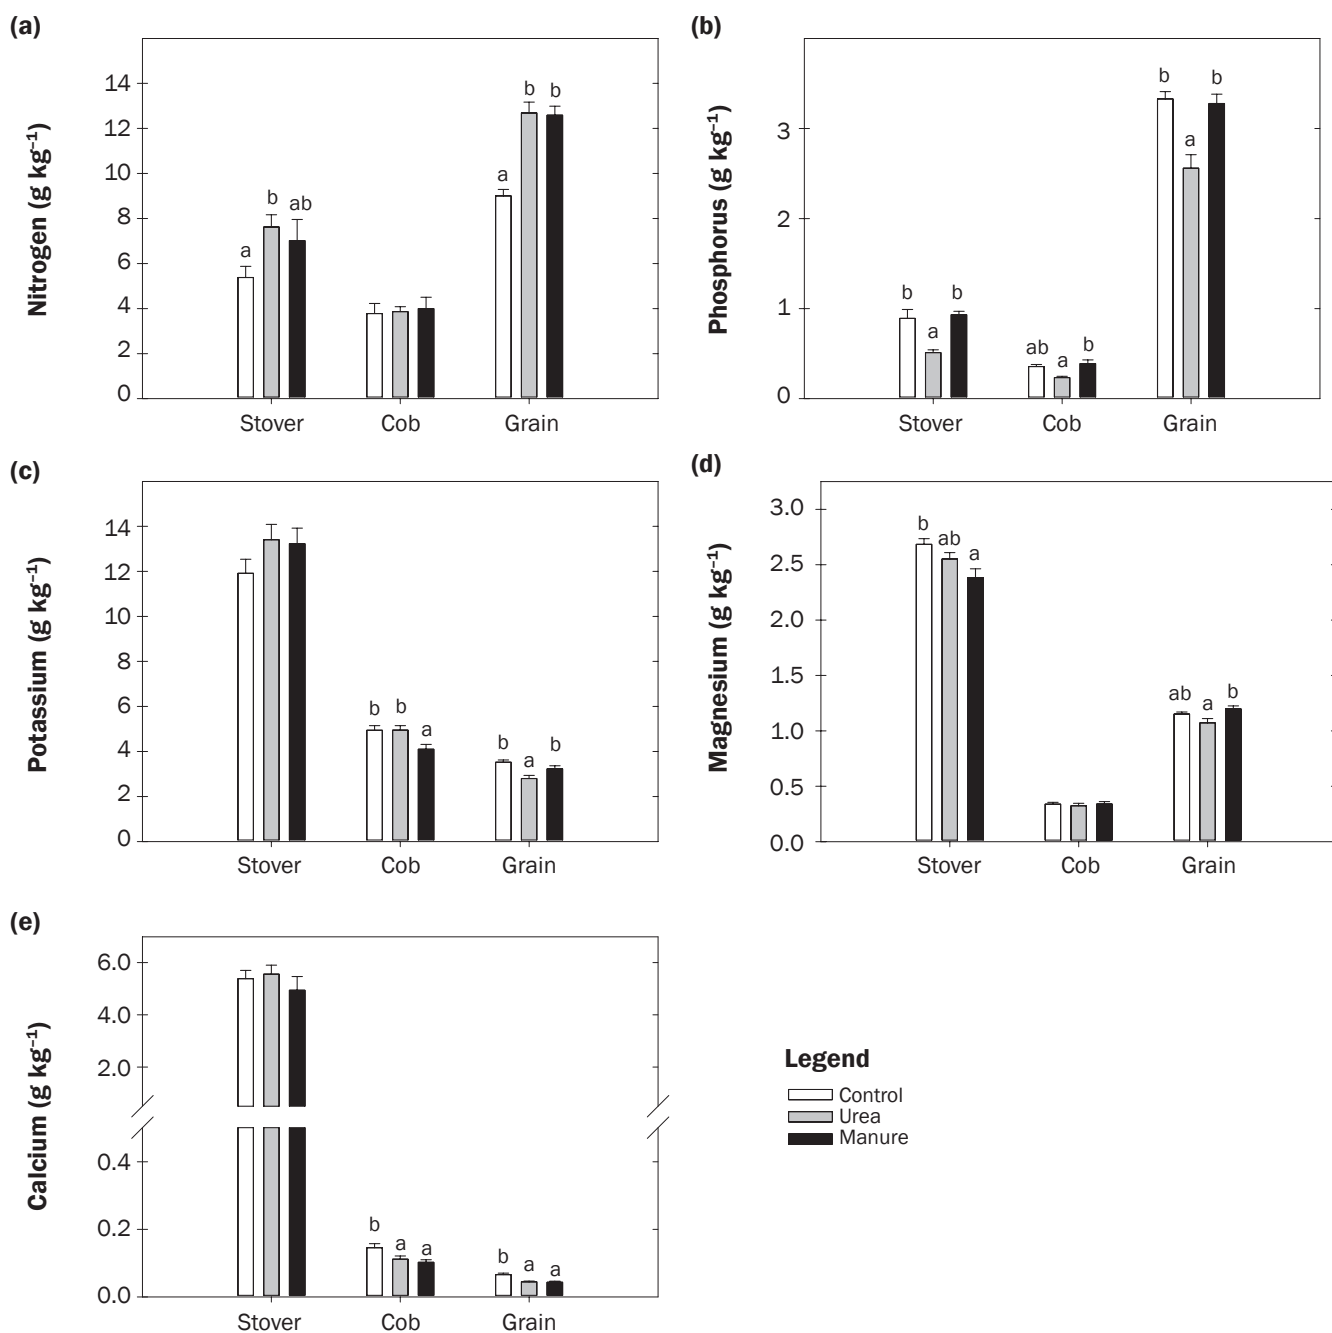 (a)
Nitrogen (g kg⁻¹)
14
12
10
8
6
4
2
0
a b ab
a b b
Stover Cob Grain
(b)
Phosphorus (g kg⁻¹)
3
2
1
0
b a b
ab a b
b a b
Stover Cob Grain
(c)
Potassium (g kg⁻¹)
14
12
10
8
6
4
2
0
b b a
b a b
Stover Cob Grain
(d)
Magnesium (g kg⁻¹)
3.0
2.5
2.0
1.5
1.0
0.5
0.0
b ab a
ab a b
Stover Cob Grain
(e)
Calcium (g kg⁻¹)
6.0
4.0
2.0
0.4
0.2
0.0
b a a
b a a
Stover Cob Grain
Legend
Control
Urea
Manure